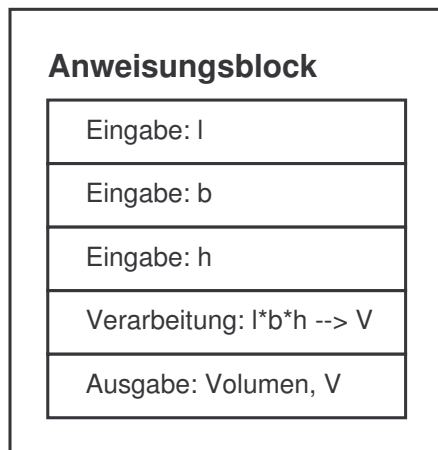 Anweisungsblock
Eingabe: l
Eingabe: b
Eingabe: h
Verarbeitung: l*b*h --> V
Ausgabe: Volumen, V